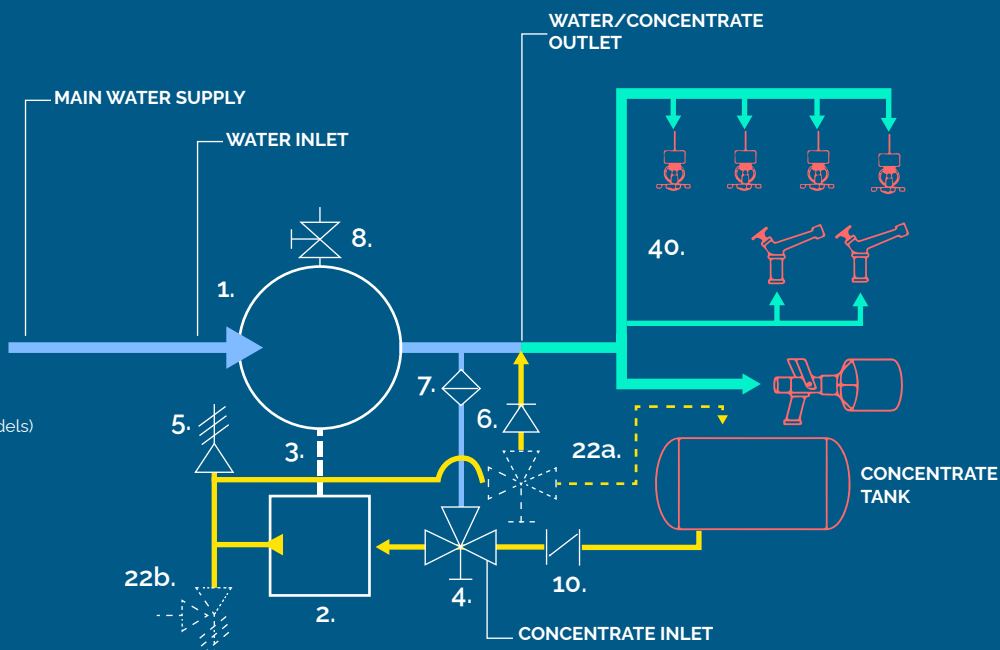 WATER/CONCENTRATE
OUTLET
MAIN WATER SUPPLY
WATER INLET
8.
40.
1.
7.
5.
6.
dels)
3.
22a.
CONCENTRATE
TANK
22b.
4.
10.
2.
CONCENTRATE INLET